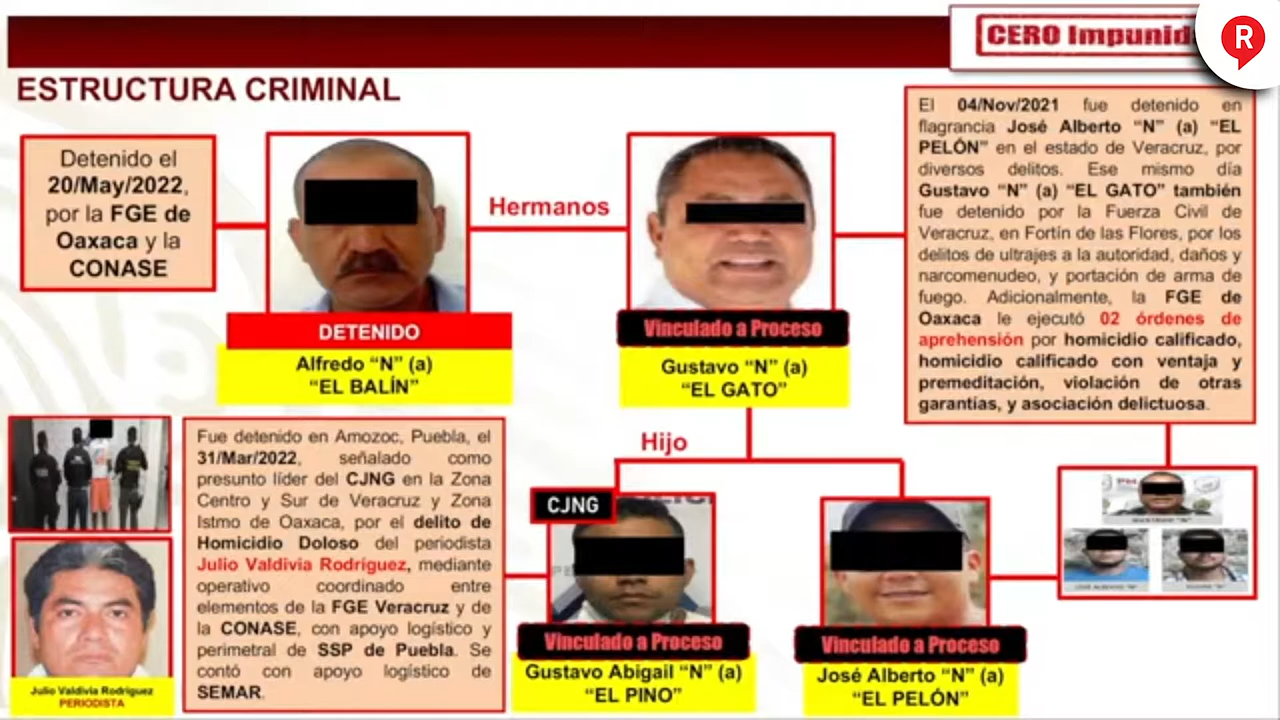 CERO Impunid
R
ESTRUCTURA CRIMINAL
Detenido el
20/May/2022,
por la FGE de
Oaxaca y la
CONASE
Hermanos
DETENIDO
Alfredo “N” (a)
“EL BALÍN”
Vinculado a Proceso
Gustavo “N” (a)
“EL GATO”
El 04/Nov/2021 fue detenido en
flagrancia José Alberto “N” (a) “EL
PELÓN” en el estado de Veracruz, por
diversos delitos. Ese mismo día
Gustavo “N” (a) “EL GATO” también
fue detenido por la Fuerza Civil de
Veracruz, en Fortín de las Flores, por los
delitos de ultrajes a la autoridad, daños y
narcomenudeo, y portación de arma de
fuego. Adicionalmente, la FGE de
Oaxaca le ejecutó 02 órdenes de
aprehensión por homicidio calificado,
homicidio calificado con ventaja y
premeditación, violación de otras
garantías, y asociación delictuosa.
Julio Valdivia Rodríguez
PERIODISTA
Fue detenido en Amozoc, Puebla, el
31/Mar/2022, señalado como
presunto líder del CJNG en la Zona
Centro y Sur de Veracruz y Zona
Istmo de Oaxaca, por el delito de
Homicidio Doloso del periodista
Julio Valdivia Rodríguez, mediante
operativo coordinado entre
elementos de la FGE Veracruz y de
la CONASE, con apoyo logístico y
perimetral de SSP de Puebla. Se
contó con apoyo logístico de
SEMAR.
Hijo
CJNG
Vinculado a Proceso
Gustavo Abigail “N” (a)
“EL PINO”
Vinculado a Proceso
José Alberto “N” (a)
“EL PELÓN”
JOSÉ ALBERTO "N"